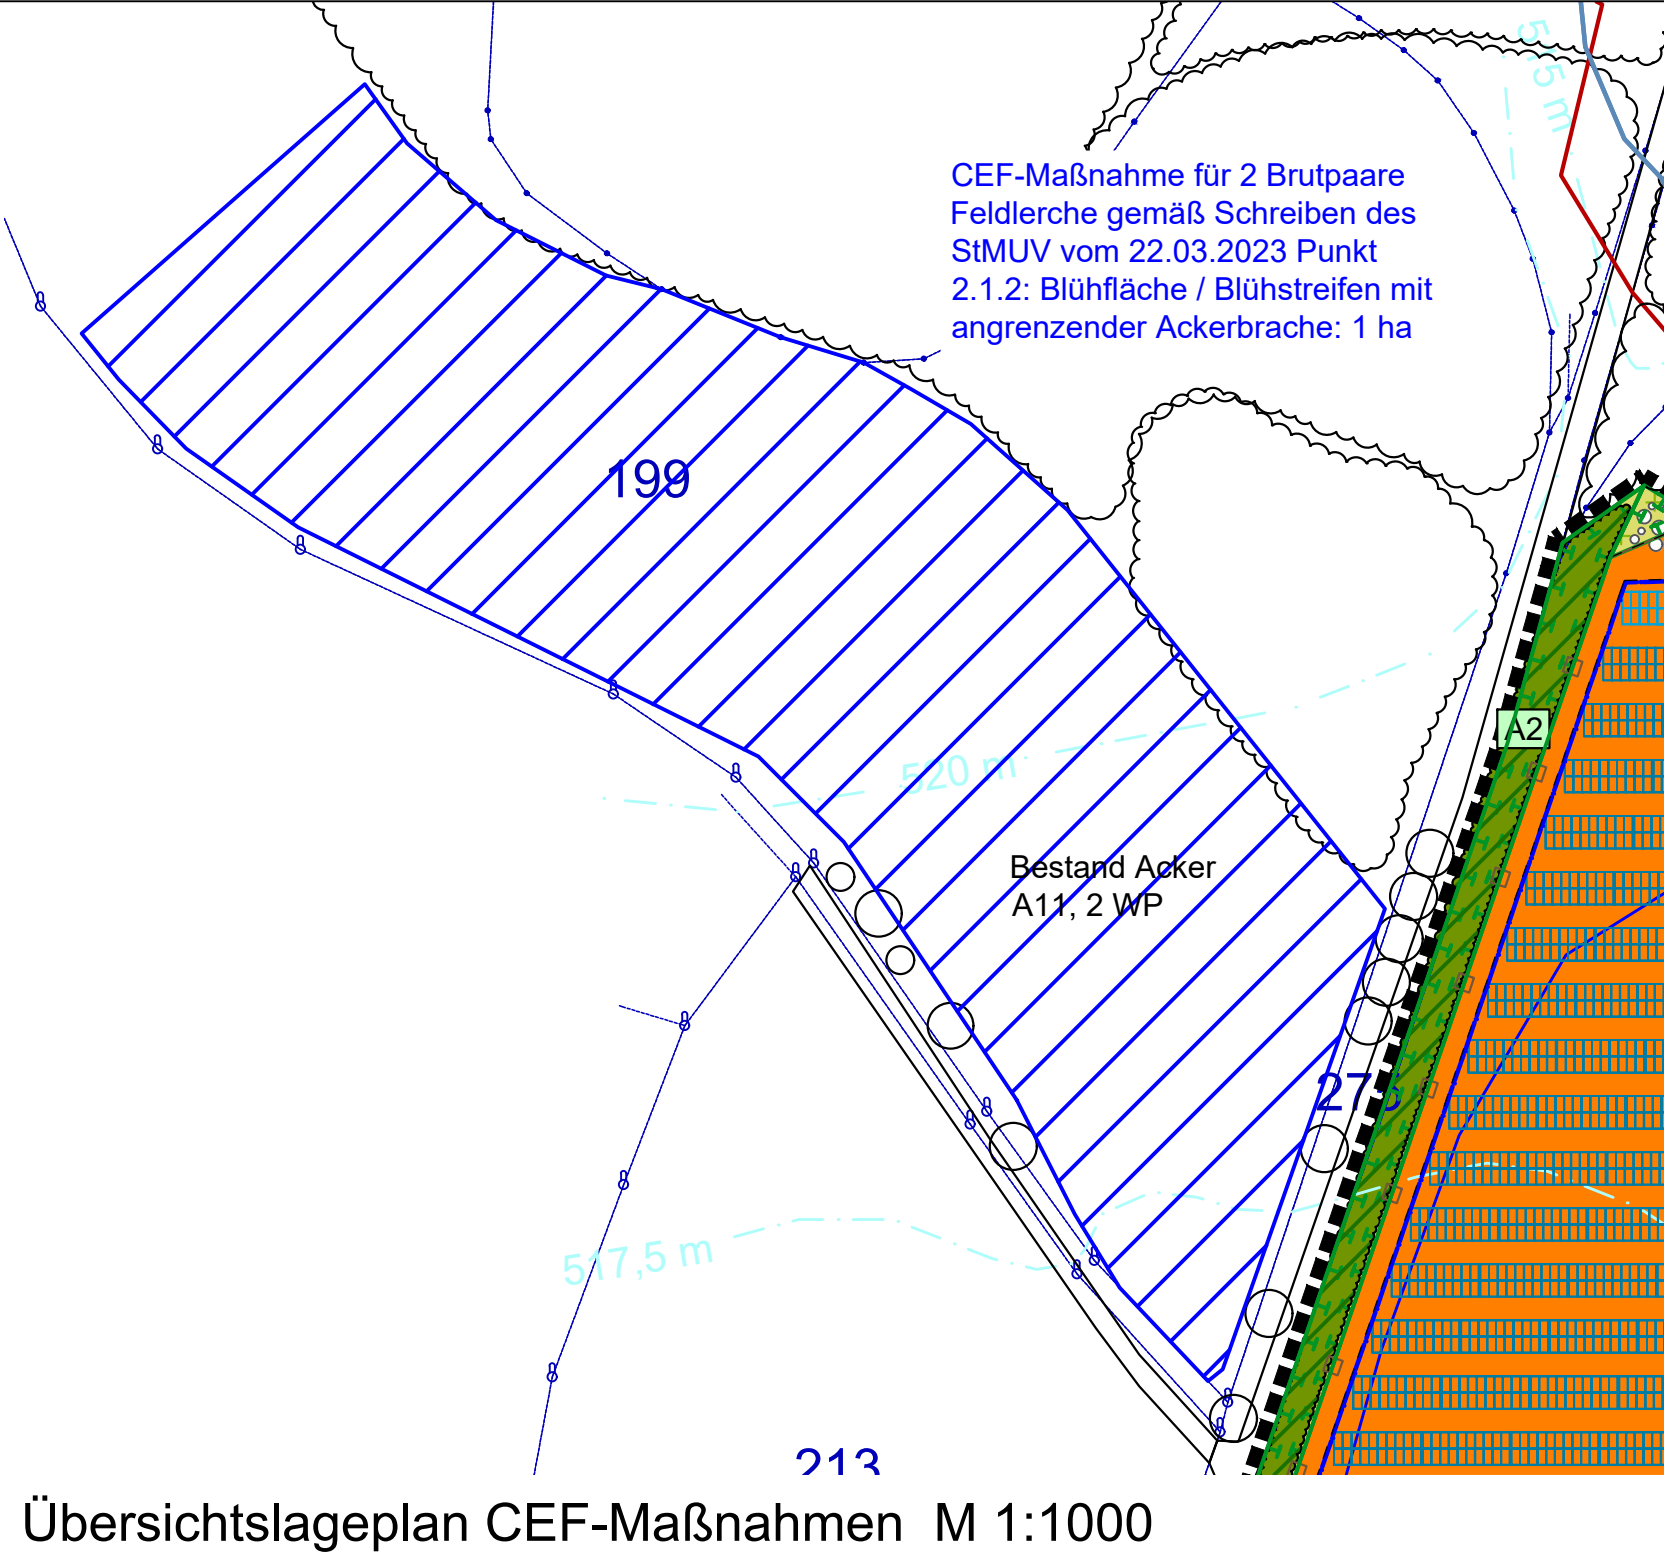 CEF-Maßnahme für 2 Brutpaare
Feldlerche gemäß Schreiben des
StMUV vom 22.03.2023 Punkt
2.1.2: Blühfläche / Blühstreifen mit
angrenzender Ackerbrache: 1 ha
199
A2
520 m
Bestand Acker
A11, 2 WP
517,5 m
213
Übersichtslageplan CEF-Maßnahmen M 1:1000